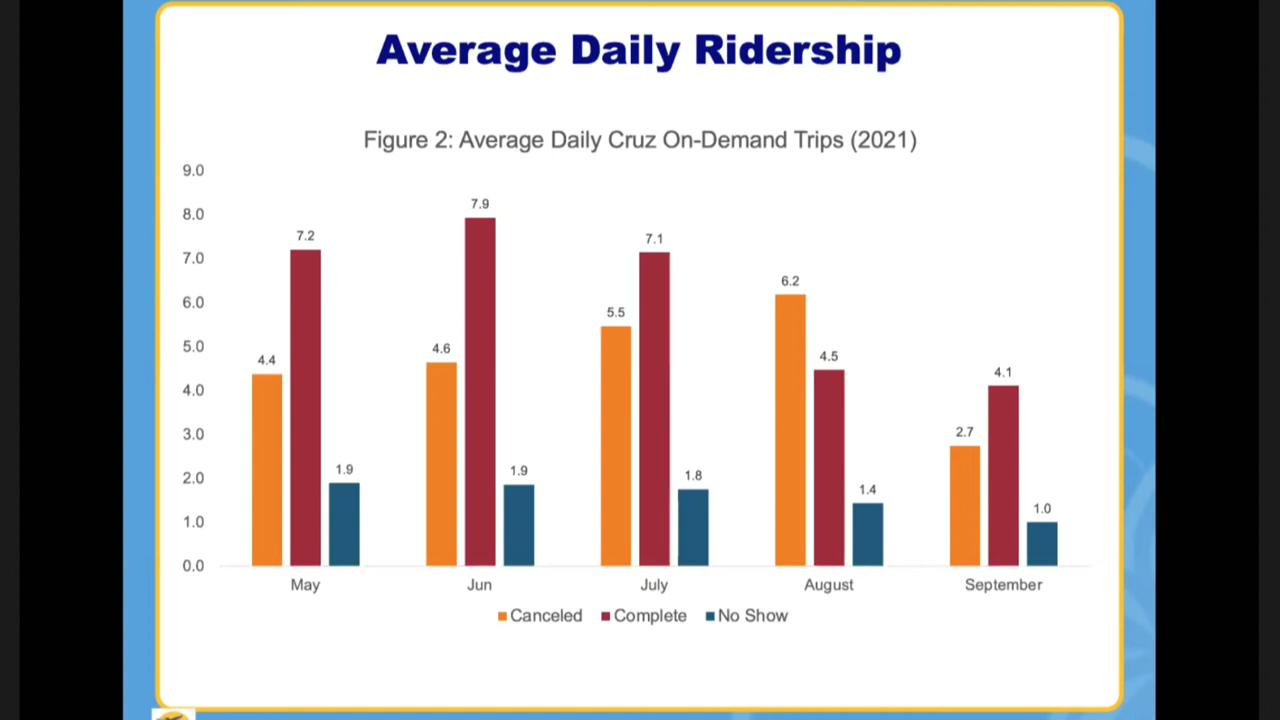 Average Daily Ridership
Figure 2: Average Daily Cruz On-Demand Trips (2021)
9.0
8.0
7.0
6.0
5.0
4.0
3.0
2.0
1.0
0.0
4.4 7.2 1.9
4.6 7.9 1.9
5.5 7.1 1.8
6.2 4.5 1.4
2.7 4.1 1.0
May Jun July August September
Canceled Complete No Show